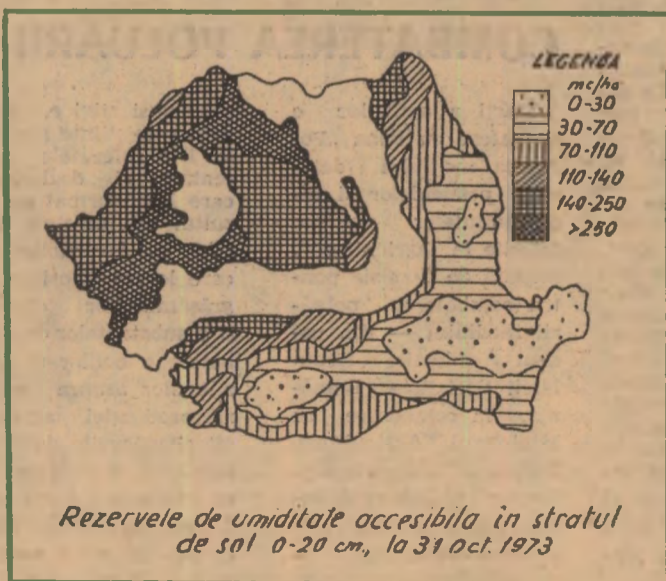 LEGENDA
mc/ha
0-30
30-70
70-110
110-140
140-250
>250
Rezervele de umiditate accesibila în stratul
de sol 0-20 cm., la 31 oct. 1973